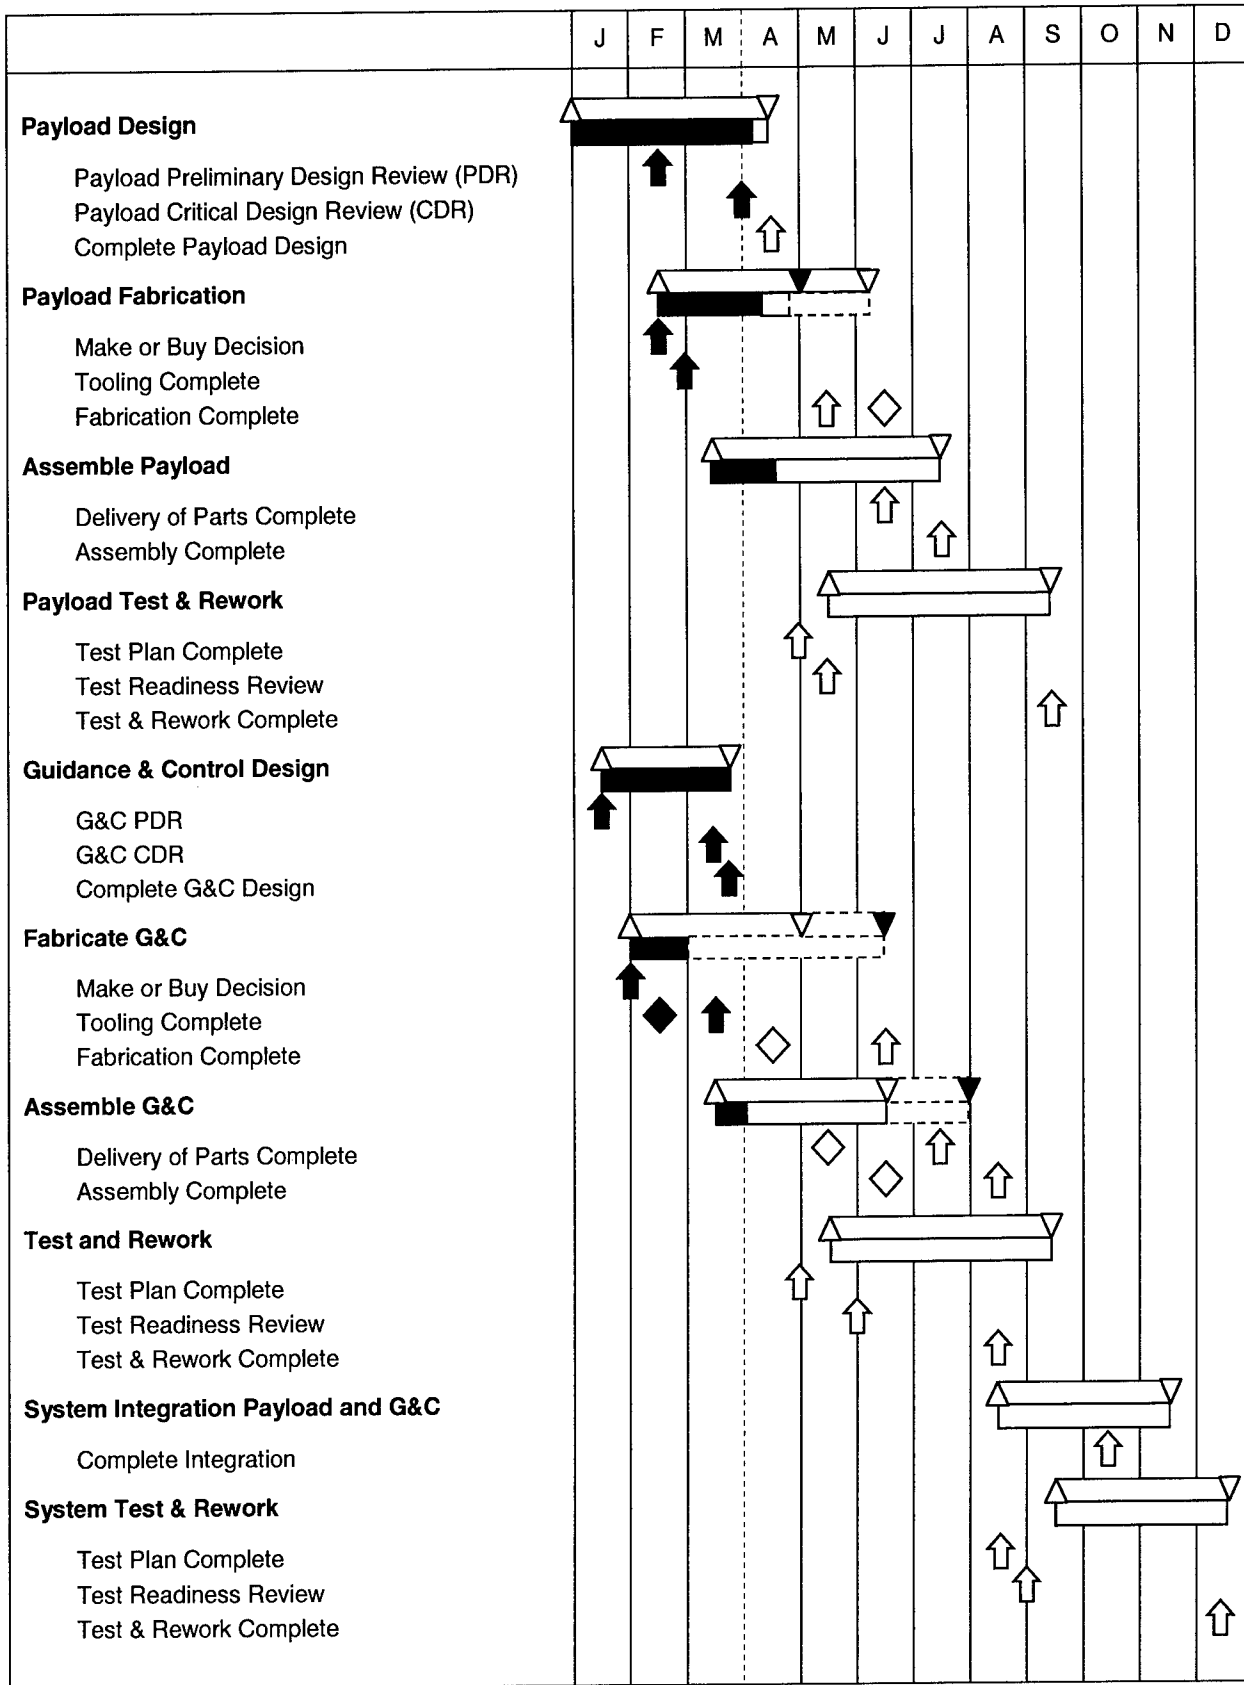 J F M A M J J A S O N D
Payload Design
Payload Preliminary Design Review (PDR)
Payload Critical Design Review (CDR)
Complete Payload Design
Payload Fabrication
Make or Buy Decision
Tooling Complete
Fabrication Complete
Assemble Payload
Delivery of Parts Complete
Assembly Complete
Payload Test & Rework
Test Plan Complete
Test Readiness Review
Test & Rework Complete
Guidance & Control Design
G&C PDR
G&C CDR
Complete G&C Design
Fabricate G&C
Make or Buy Decision
Tooling Complete
Fabrication Complete
Assemble G&C
Delivery of Parts Complete
Assembly Complete
Test and Rework
Test Plan Complete
Test Readiness Review
Test & Rework Complete
System Integration Payload and G&C
Complete Integration
System Test & Rework
Test Plan Complete
Test Readiness Review
Test & Rework Complete